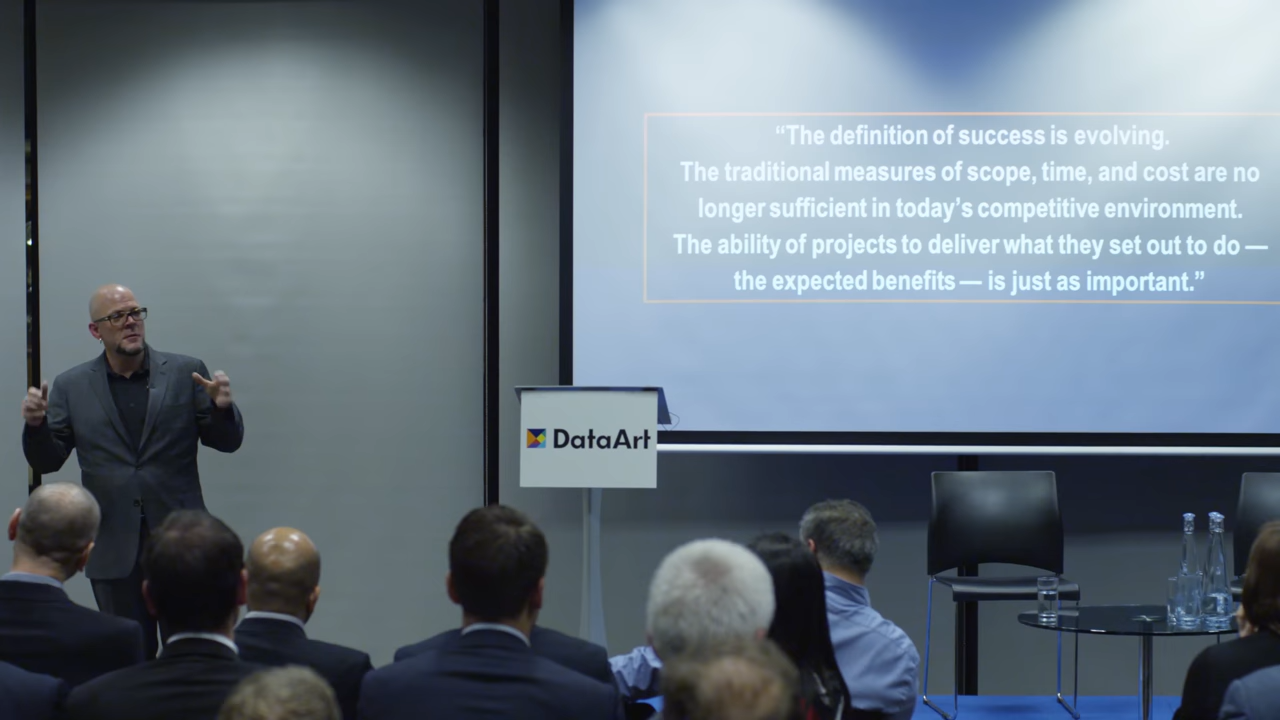 “The definition of success is evolving.
The traditional measures of scope, time, and cost are no
longer sufficient in today’s competitive environment.
The ability of projects to deliver what they set out to do —
the expected benefits — is just as important.”
DataArt